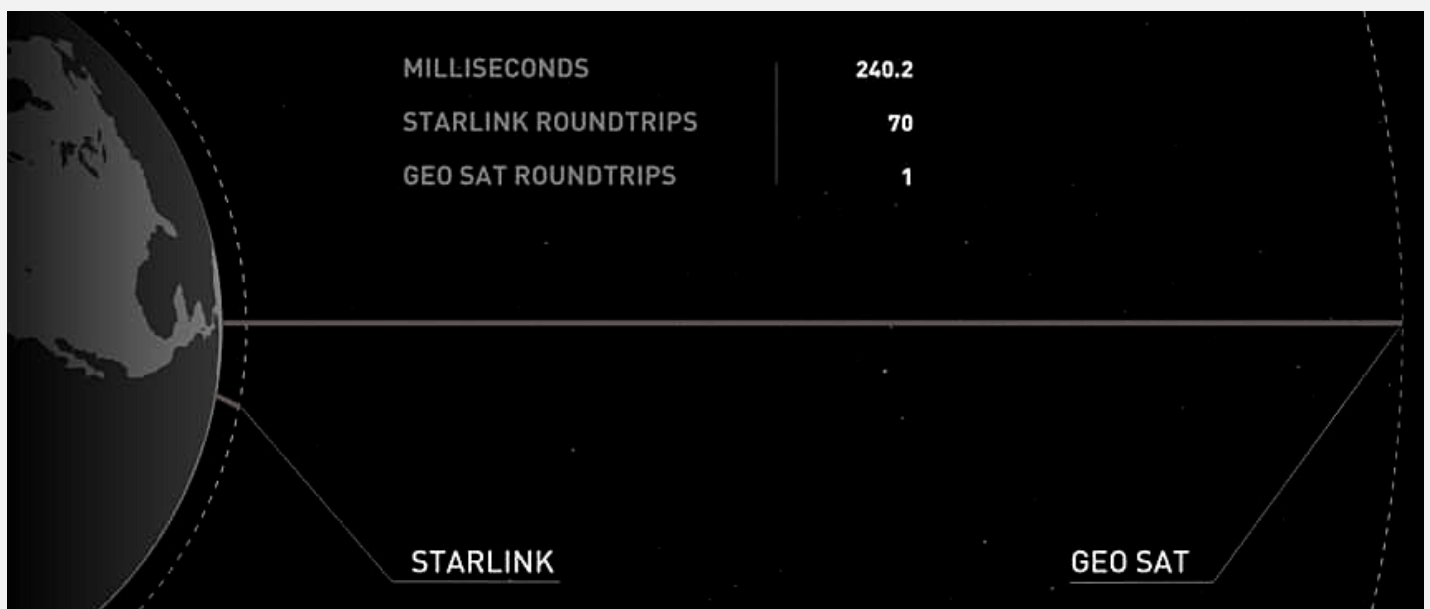 MILLISECONDS 240.2
STARLINK ROUNDTRIPS 70
GEO SAT ROUNDTRIPS 1
STARLINK
GEO SAT